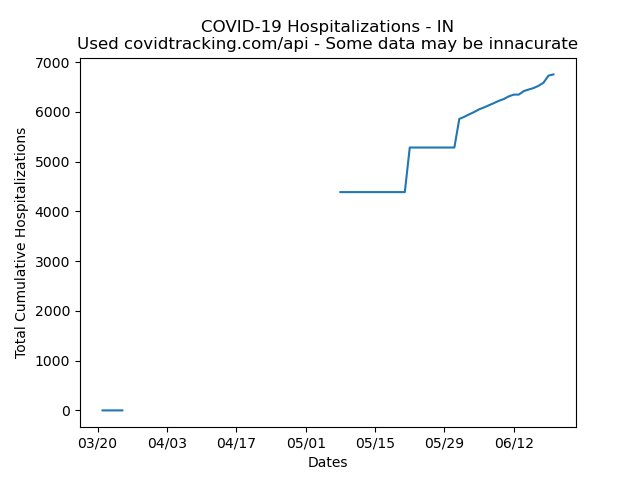 COVID-19 Hospitalizations - IN
Used covidtracking.com/api - Some data may be innacurate
7000
6000
5000
4000
3000
2000
1000
0
Total Cumulative Hospitalizations
03/20 04/03 04/17 05/01 05/15 05/29 06/12
Dates